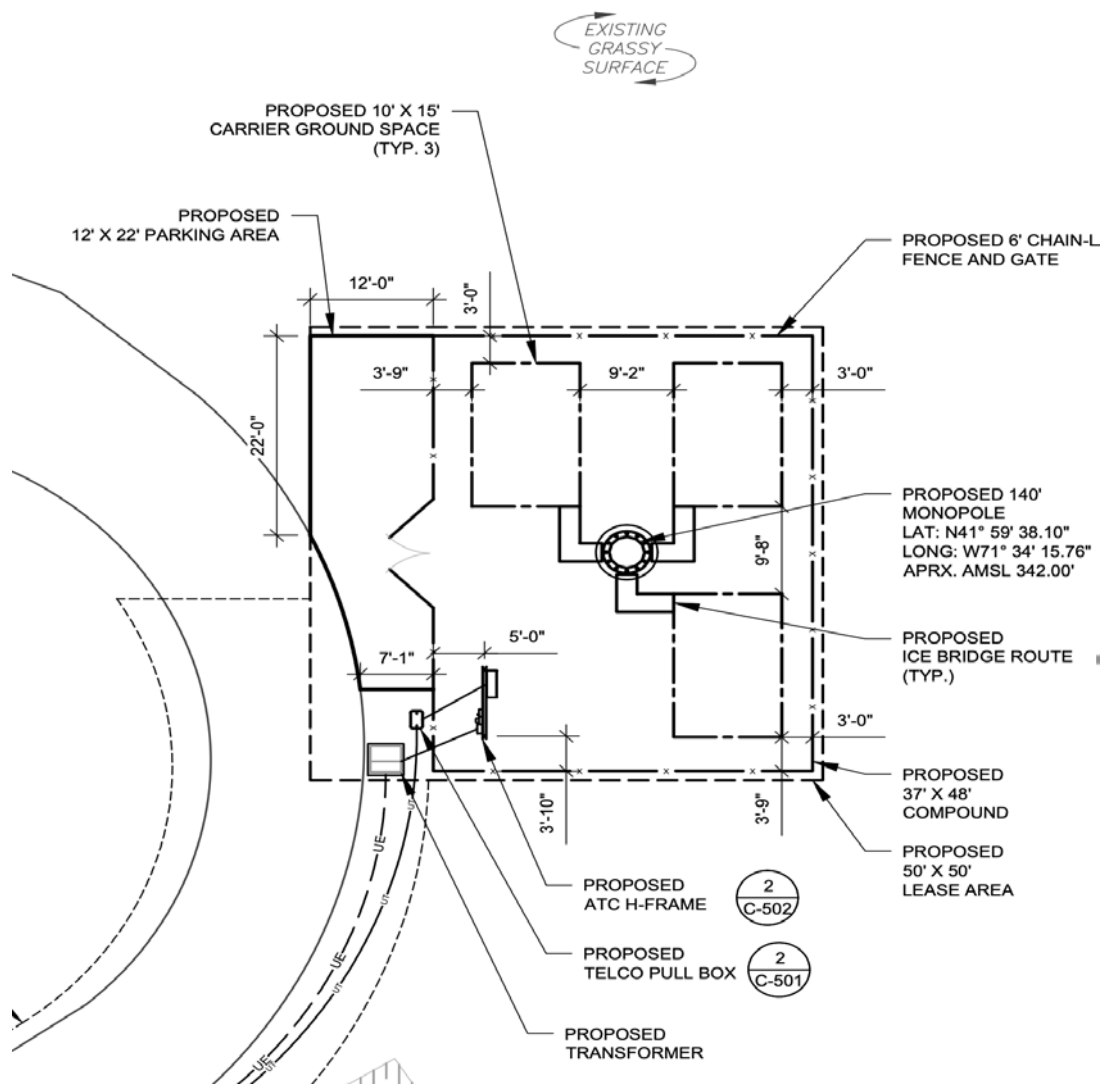 EXISTING
GRASSY
SURFACE
PROPOSED 10' X 15'
CARRIER GROUND SPACE
(TYP. 3)
PROPOSED
12' X 22' PARKING AREA
PROPOSED 6' CHAIN-L
FENCE AND GATE
12'-0"
3'-0"
3'-9"
9'-2"
3'-0"
22'-0"
PROPOSED 140'
MONOPOLE
LAT: N41° 59' 38.10"
LONG: W71° 34' 15.76"
APRX. AMSL 342.00'
9'-8"
PROPOSED
ICE BRIDGE ROUTE
(TYP.)
5'-0"
7'-1"
3'-0"
PROPOSED
37' X 48'
COMPOUND
3'-10"
3'-9"
PROPOSED
50' X 50'
LEASE AREA
PROPOSED
ATC H-FRAME
2
C-502
PROPOSED
TELCO PULL BOX
2
C-501
PROPOSED
TRANSFORMER
UE
UE
UE